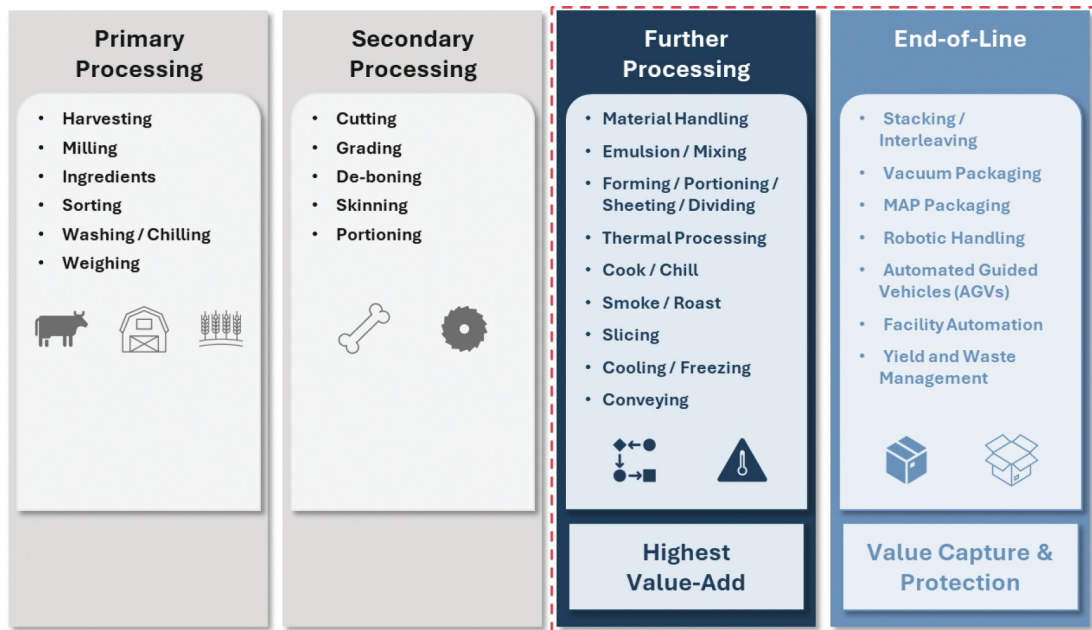 Primary
Processing
• Harvesting
• Milling
• Ingredients
• Sorting
• Washing / Chilling
• Weighing
Secondary
Processing
• Cutting
• Grading
• De-boning
• Skinning
• Portioning
Further
Processing
• Material Handling
• Emulsion / Mixing
• Forming / Portioning /
Sheeting / Dividing
• Thermal Processing
• Cook / Chill
• Smoke / Roast
• Slicing
• Cooling / Freezing
• Conveying
Highest
Value-Add
End-of-Line
• Stacking /
Interleaving
• Vacuum Packaging
• MAP Packaging
• Robotic Handling
• Automated Guided
Vehicles (AGVs)
• Facility Automation
• Yield and Waste
Management
Value Capture &
Protection